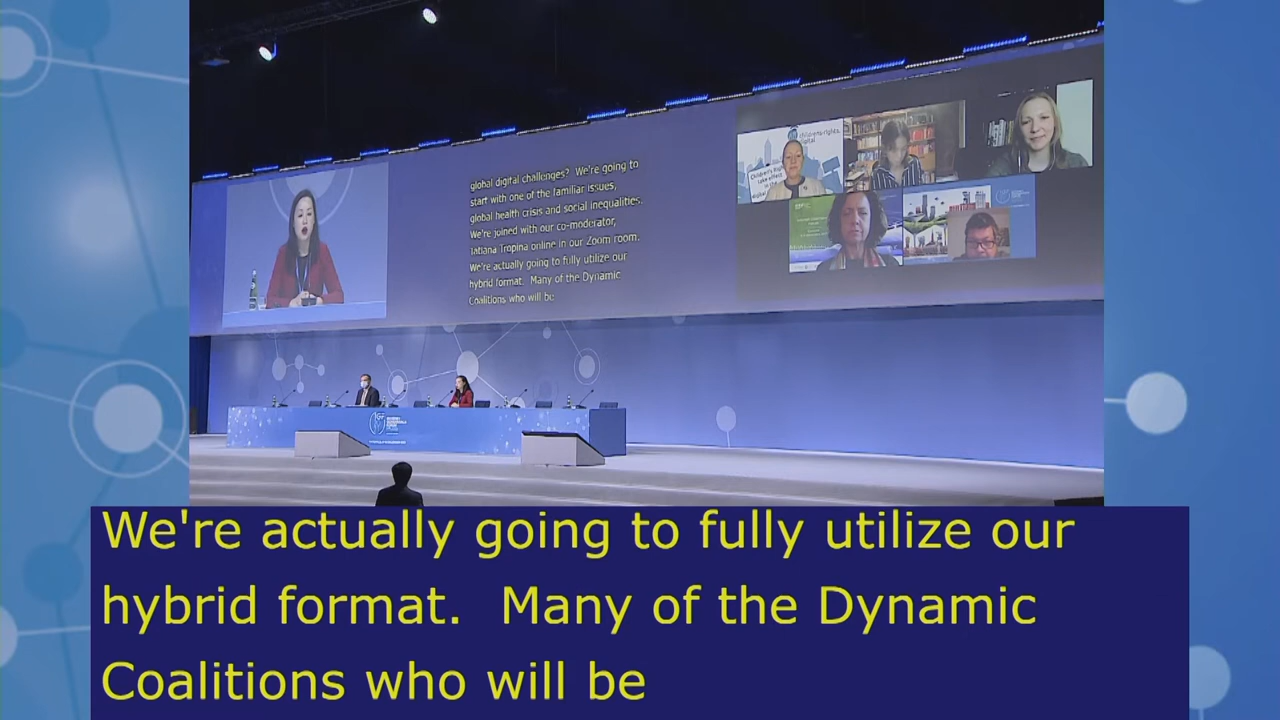 global digital challenges?  We're going to
start with one of the familiar issues,
global health crisis and social inequalities.
We're joined with our co-moderator,
Tatiana Tropina online in our Zoom room.
We're actually going to fully utilize our
hybrid format.  Many of the Dynamic
Coalitions who will be
children's-rights.
digital
We're actually going to fully utilize our
hybrid format.  Many of the Dynamic
Coalitions who will be